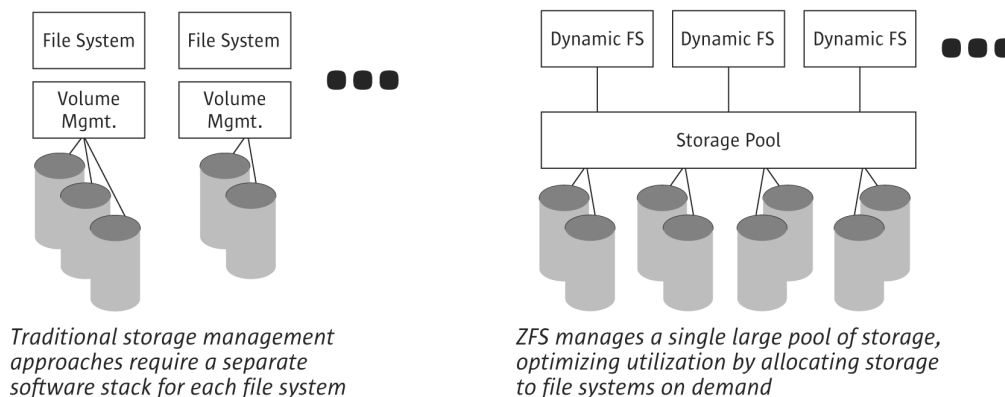 File System
File System
Volume
Mgmt.
Volume
Mgmt.
Traditional storage management
approaches require a separate
software stack for each file system
Dynamic FS
Dynamic FS
Dynamic FS
Storage Pool
ZFS manages a single large pool of storage,
optimizing utilization by allocating storage
to file systems on demand